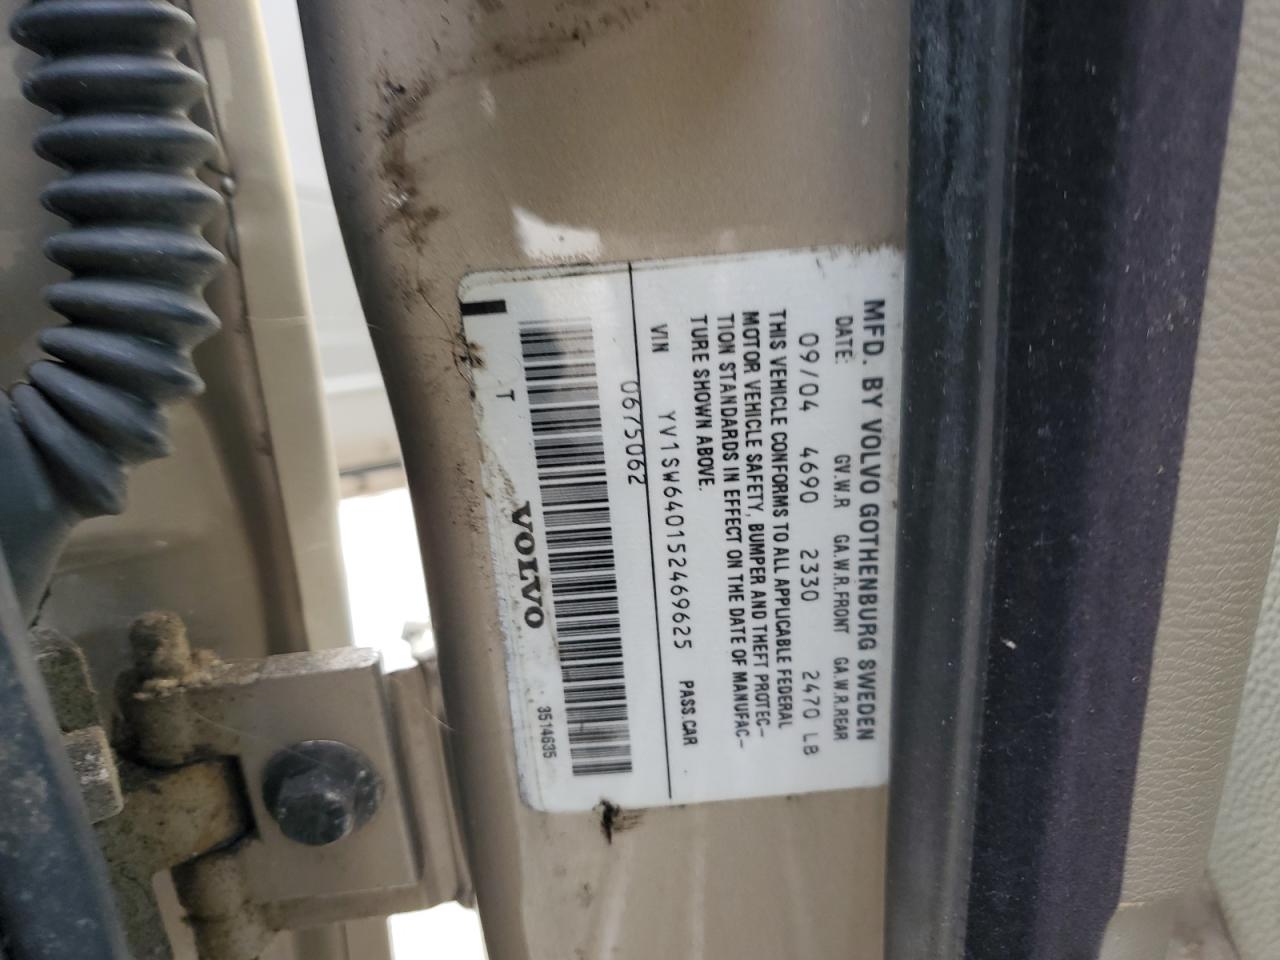 MFD. BY VOLVO GOTHENBURG SWEDEN
DATE: GV.W.R GA.W.R.FRONT GA.W.R.REAR
09/04 4690 2330 2470 LB
THIS VEHICLE CONFORMS TO ALL APPLICABLE FEDERAL
MOTOR VEHICLE SAFETY, BUMPER AND THEFT PROTEC-
TION STANDARDS IN EFFECT ON THE DATE OF MANUFAC-
TURE SHOWN ABOVE.
VIN YV1SW640152469625 PASS.CAR
0675062
T VOLVO 3514635